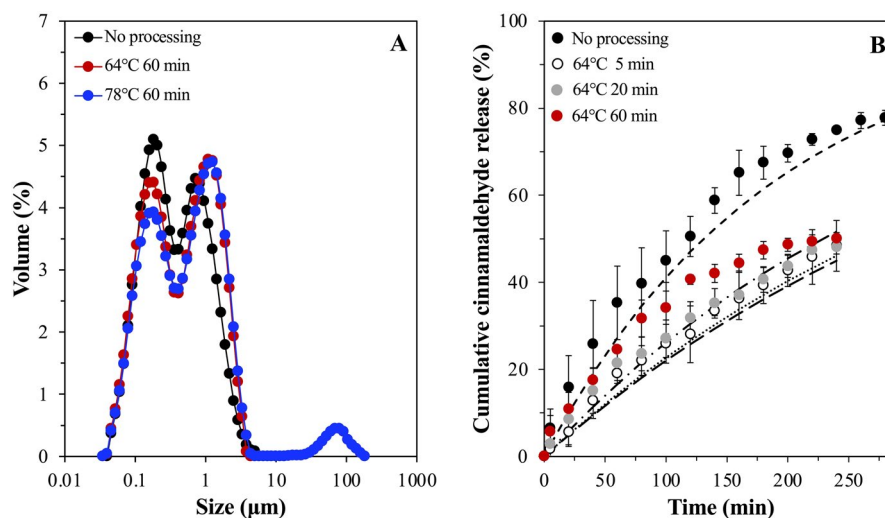 A
No processing
64°C 60 min
78°C 60 min
Volume (%)
7
6
5
4
3
2
1
0
0.01
0.1
1
10
100
1000
Size (µm)
B
No processing
64°C 5 min
64°C 20 min
64°C 60 min
Cumulative cinnamaldehyde release (%)
100
80
60
40
20
0
0
50
100
150
200
250
Time (min)